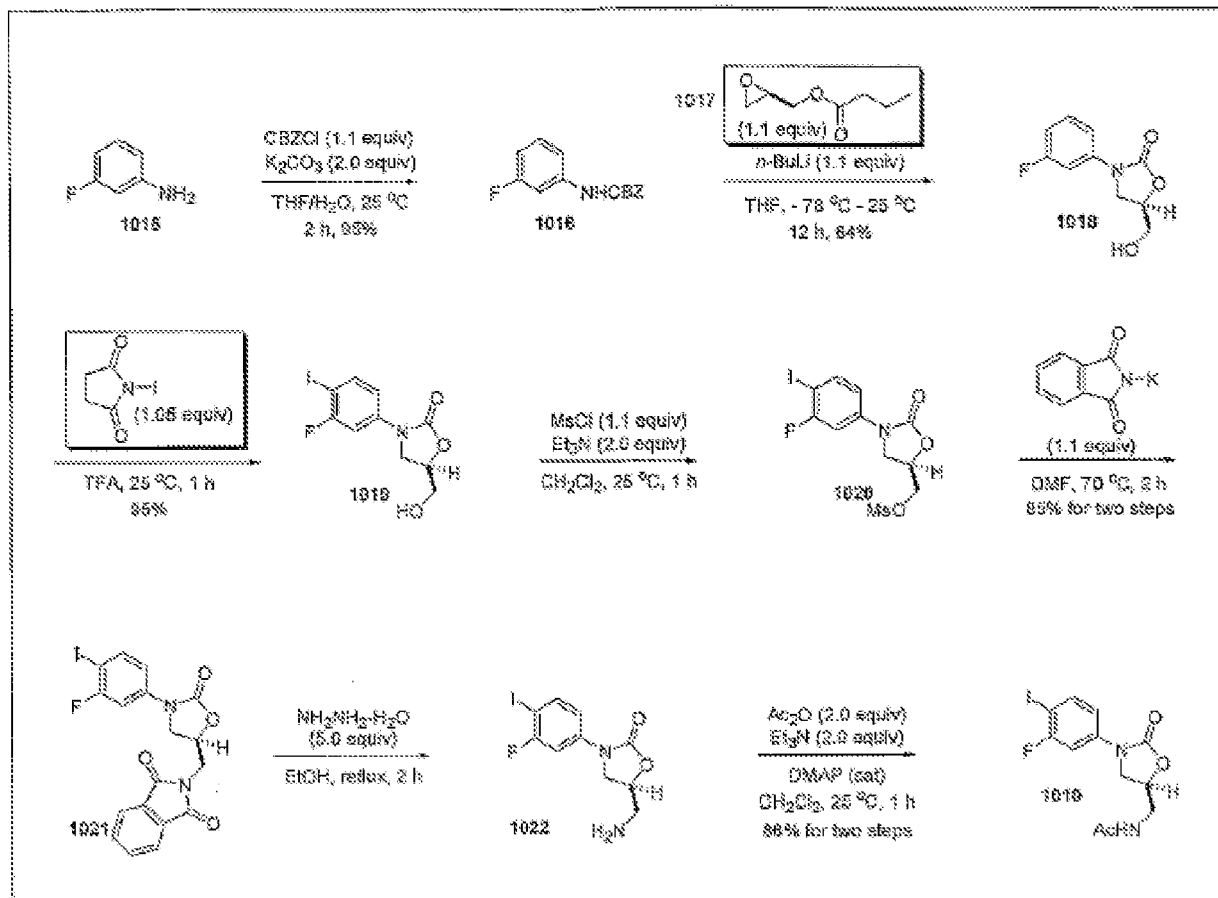 1017
O
O
O
(1.1 equiv)
CBZCl (1.1 equiv)
K2CO3 (2.0 equiv)
THF/H2O, 25 °C
2 h, 95%
F
NH2
1015
F
NHCBZ
1016
n-BuLi (1.1 equiv)
THF, - 78 °C - 25 °C
12 h, 64%
O
F
N
O
H
HO
1018
O
N-I
(1.05 equiv)
O
TFA, 25 °C, 1 h
95%
I
F
O
N
O
H
HO
1019
MsCl (1.1 equiv)
Et3N (2.0 equiv)
CH2Cl2, 25 °C, 1 h
I
F
O
N
O
H
MsO
1020
O
N-K
O
(1.1 equiv)
DMF, 70 °C, 2 h
85% for two steps
I
F
O
N
O
H
O
N
O
1021
NH2NH2-H2O
(5.0 equiv)
EtOH, reflux, 2 h
I
F
O
N
O
H
H2N
1022
Ac2O (2.0 equiv)
Et3N (2.0 equiv)
DMAP (cat)
CH2Cl2, 25 °C, 1 h
86% for two steps
I
F
O
N
O
H
AcHN
1010